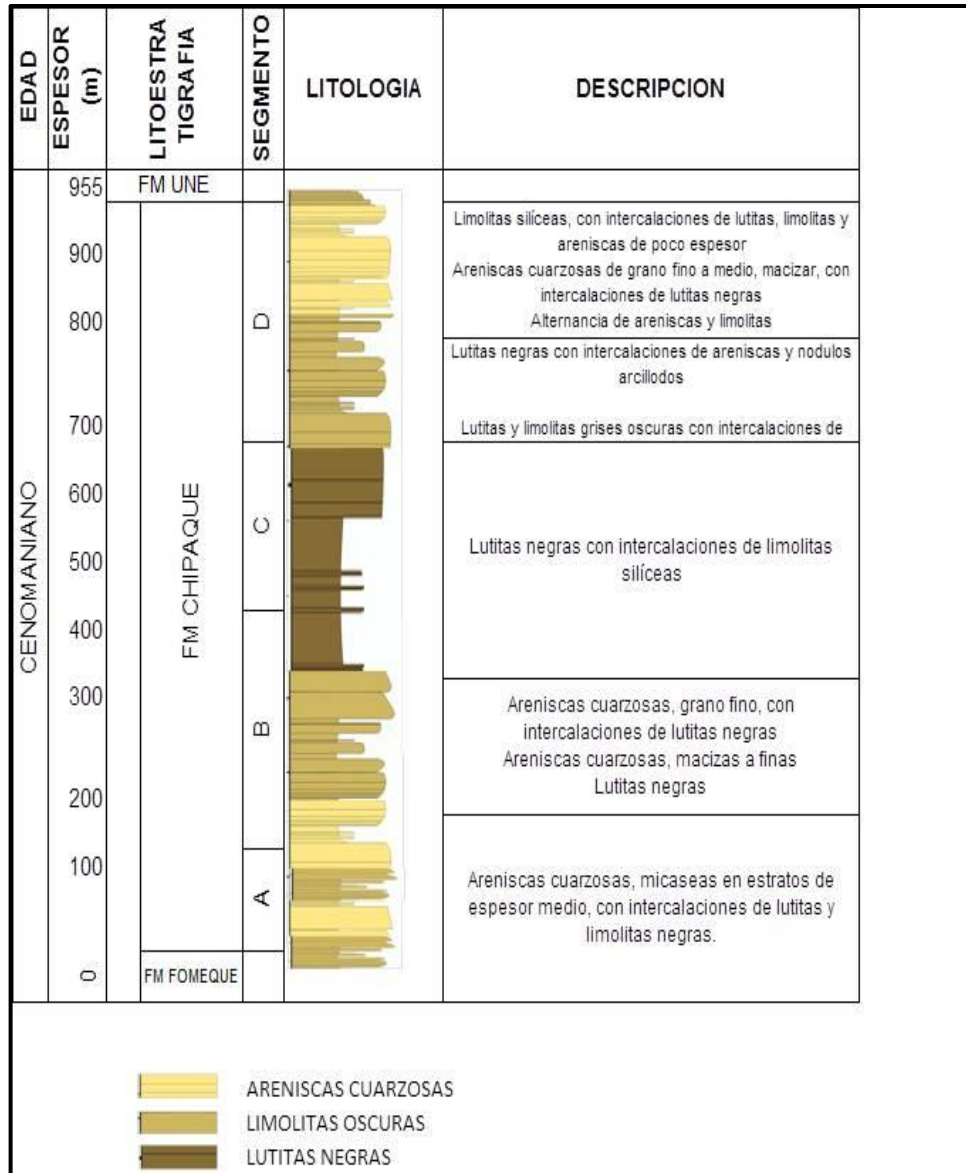 EDAD
ESPESOR
(m)
LITOESTRA
TIGRAFIA
SEGMENTO
LITOLOGIA
DESCRIPCION
955
FM UNE
900
800
700
600
500
400
300
200
100
0
CENOMANIANO
FM CHIPAQUE
FM FOMEQUE
D
C
B
A
Limolitas silíceas, con intercalaciones de lutitas, limolitas y
areniscas de poco espesor
Areniscas cuarzosas de grano fino a medio, macizar, con
intercalaciones de lutitas negras
Alternancia de areniscas y limolitas
Lutitas negras con intercalaciones de areniscas y nodulos
arcillodos
Lutitas y limolitas grises oscuras con intercalaciones de
Lutitas negras con intercalaciones de limolitas
silíceas
Areniscas cuarzosas, grano fino, con
intercalaciones de lutitas negras
Areniscas cuarzosas, macizas a finas
Lutitas negras
Areniscas cuarzosas, micaseas en estratos de
espesor medio, con intercalaciones de lutitas y
limolitas negras.
ARENISCAS CUARZOSAS
LIMOLITAS OSCURAS
LUTITAS NEGRAS